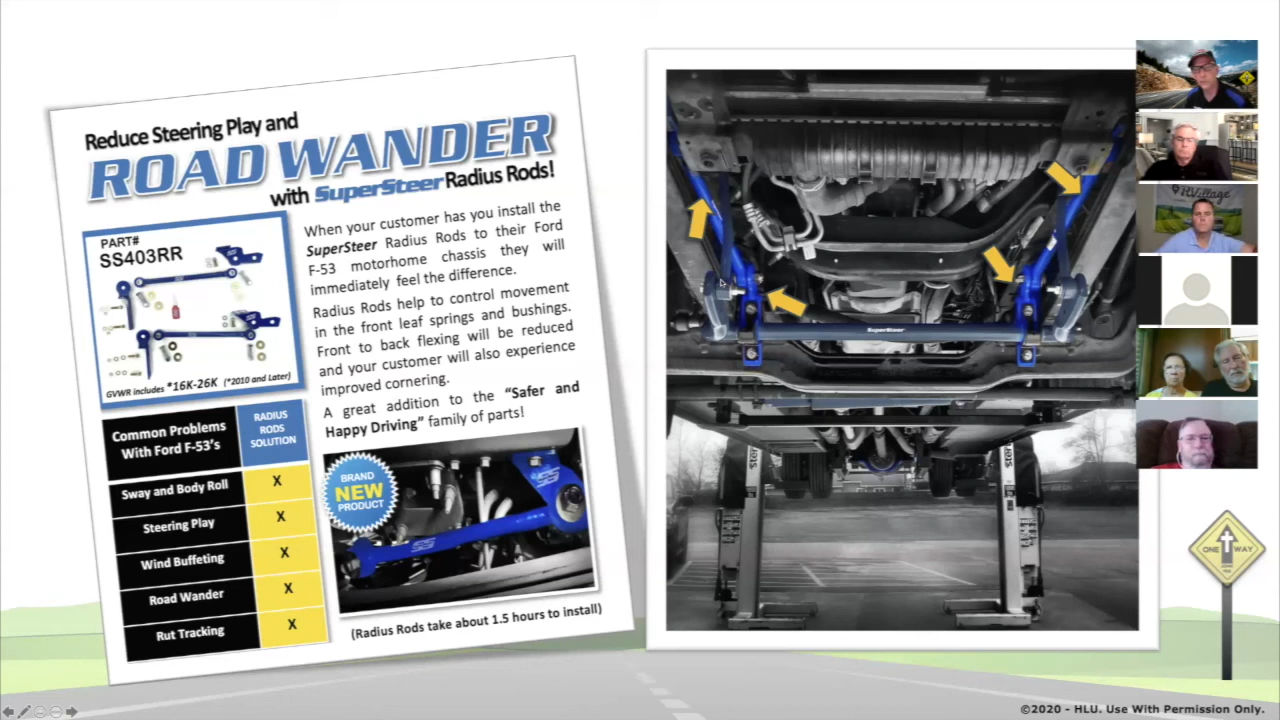 Reduce Steering Play and
ROAD WANDER
with SuperSteer Radius Rods!
PART#
SS403RR
GVWR includes *16K-26K (*2010 and Later)
When your customer has you install the
SuperSteer Radius Rods to their Ford
F-53 motorhome chassis they will
immediately feel the difference.
Radius Rods help to control movement
in the front leaf springs and bushings.
Front to back flexing will be reduced
and your customer will also experience
improved cornering.
A great addition to the “Safer and
Happy Driving” family of parts!
Common Problems
With Ford F-53’s
RADIUS
RODS
SOLUTION
Sway and Body Roll X
Steering Play X
Wind Buffeting X
Road Wander X
Rut Tracking X
BRAND
NEW
PRODUCT
(Radius Rods take about 1.5 hours to install)
SuperSteer
RVillage
ONE WAY
©2020 - HLU. Use With Permission Only.